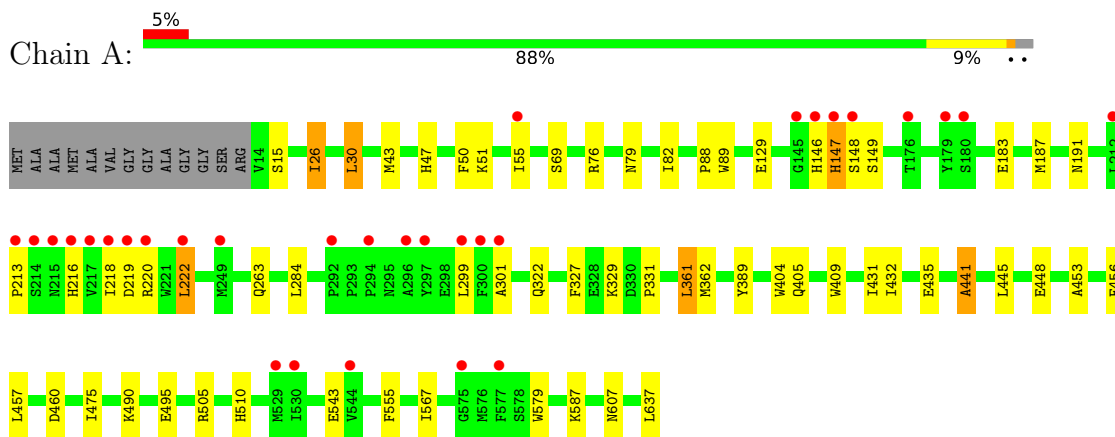 5%
Chain A:
88% 9% • •
MET ALA ALA MET ALA VAL GLY GLY ALA GLY GLY SER ARG V14 S15 I26 L30 M43 H47 F50 K51 I55 S69 R76 N79 I82 P88 W89 E129 G145 H146 H147 S148 S149 T176 Y179 S180 E183 M187 N191 L212
P213 S214 N215 H216 V217 I218 D219 R220 W221 L222 M249 Q263 L284 P292 P293 P294 N295 A296 Y297 E298 L299 F300 A301 Q322 F327 E328 K329 D330 P331 L361 M362 Y389 W404 Q405 W409 I431 I432 E435 A441 L445 E448 A453 E456
L457 D460 I475 K490 E495 R505 H510 M529 I530 E543 V544 F555 I567 G575 M576 F577 S578 W579 K587 N607 L637